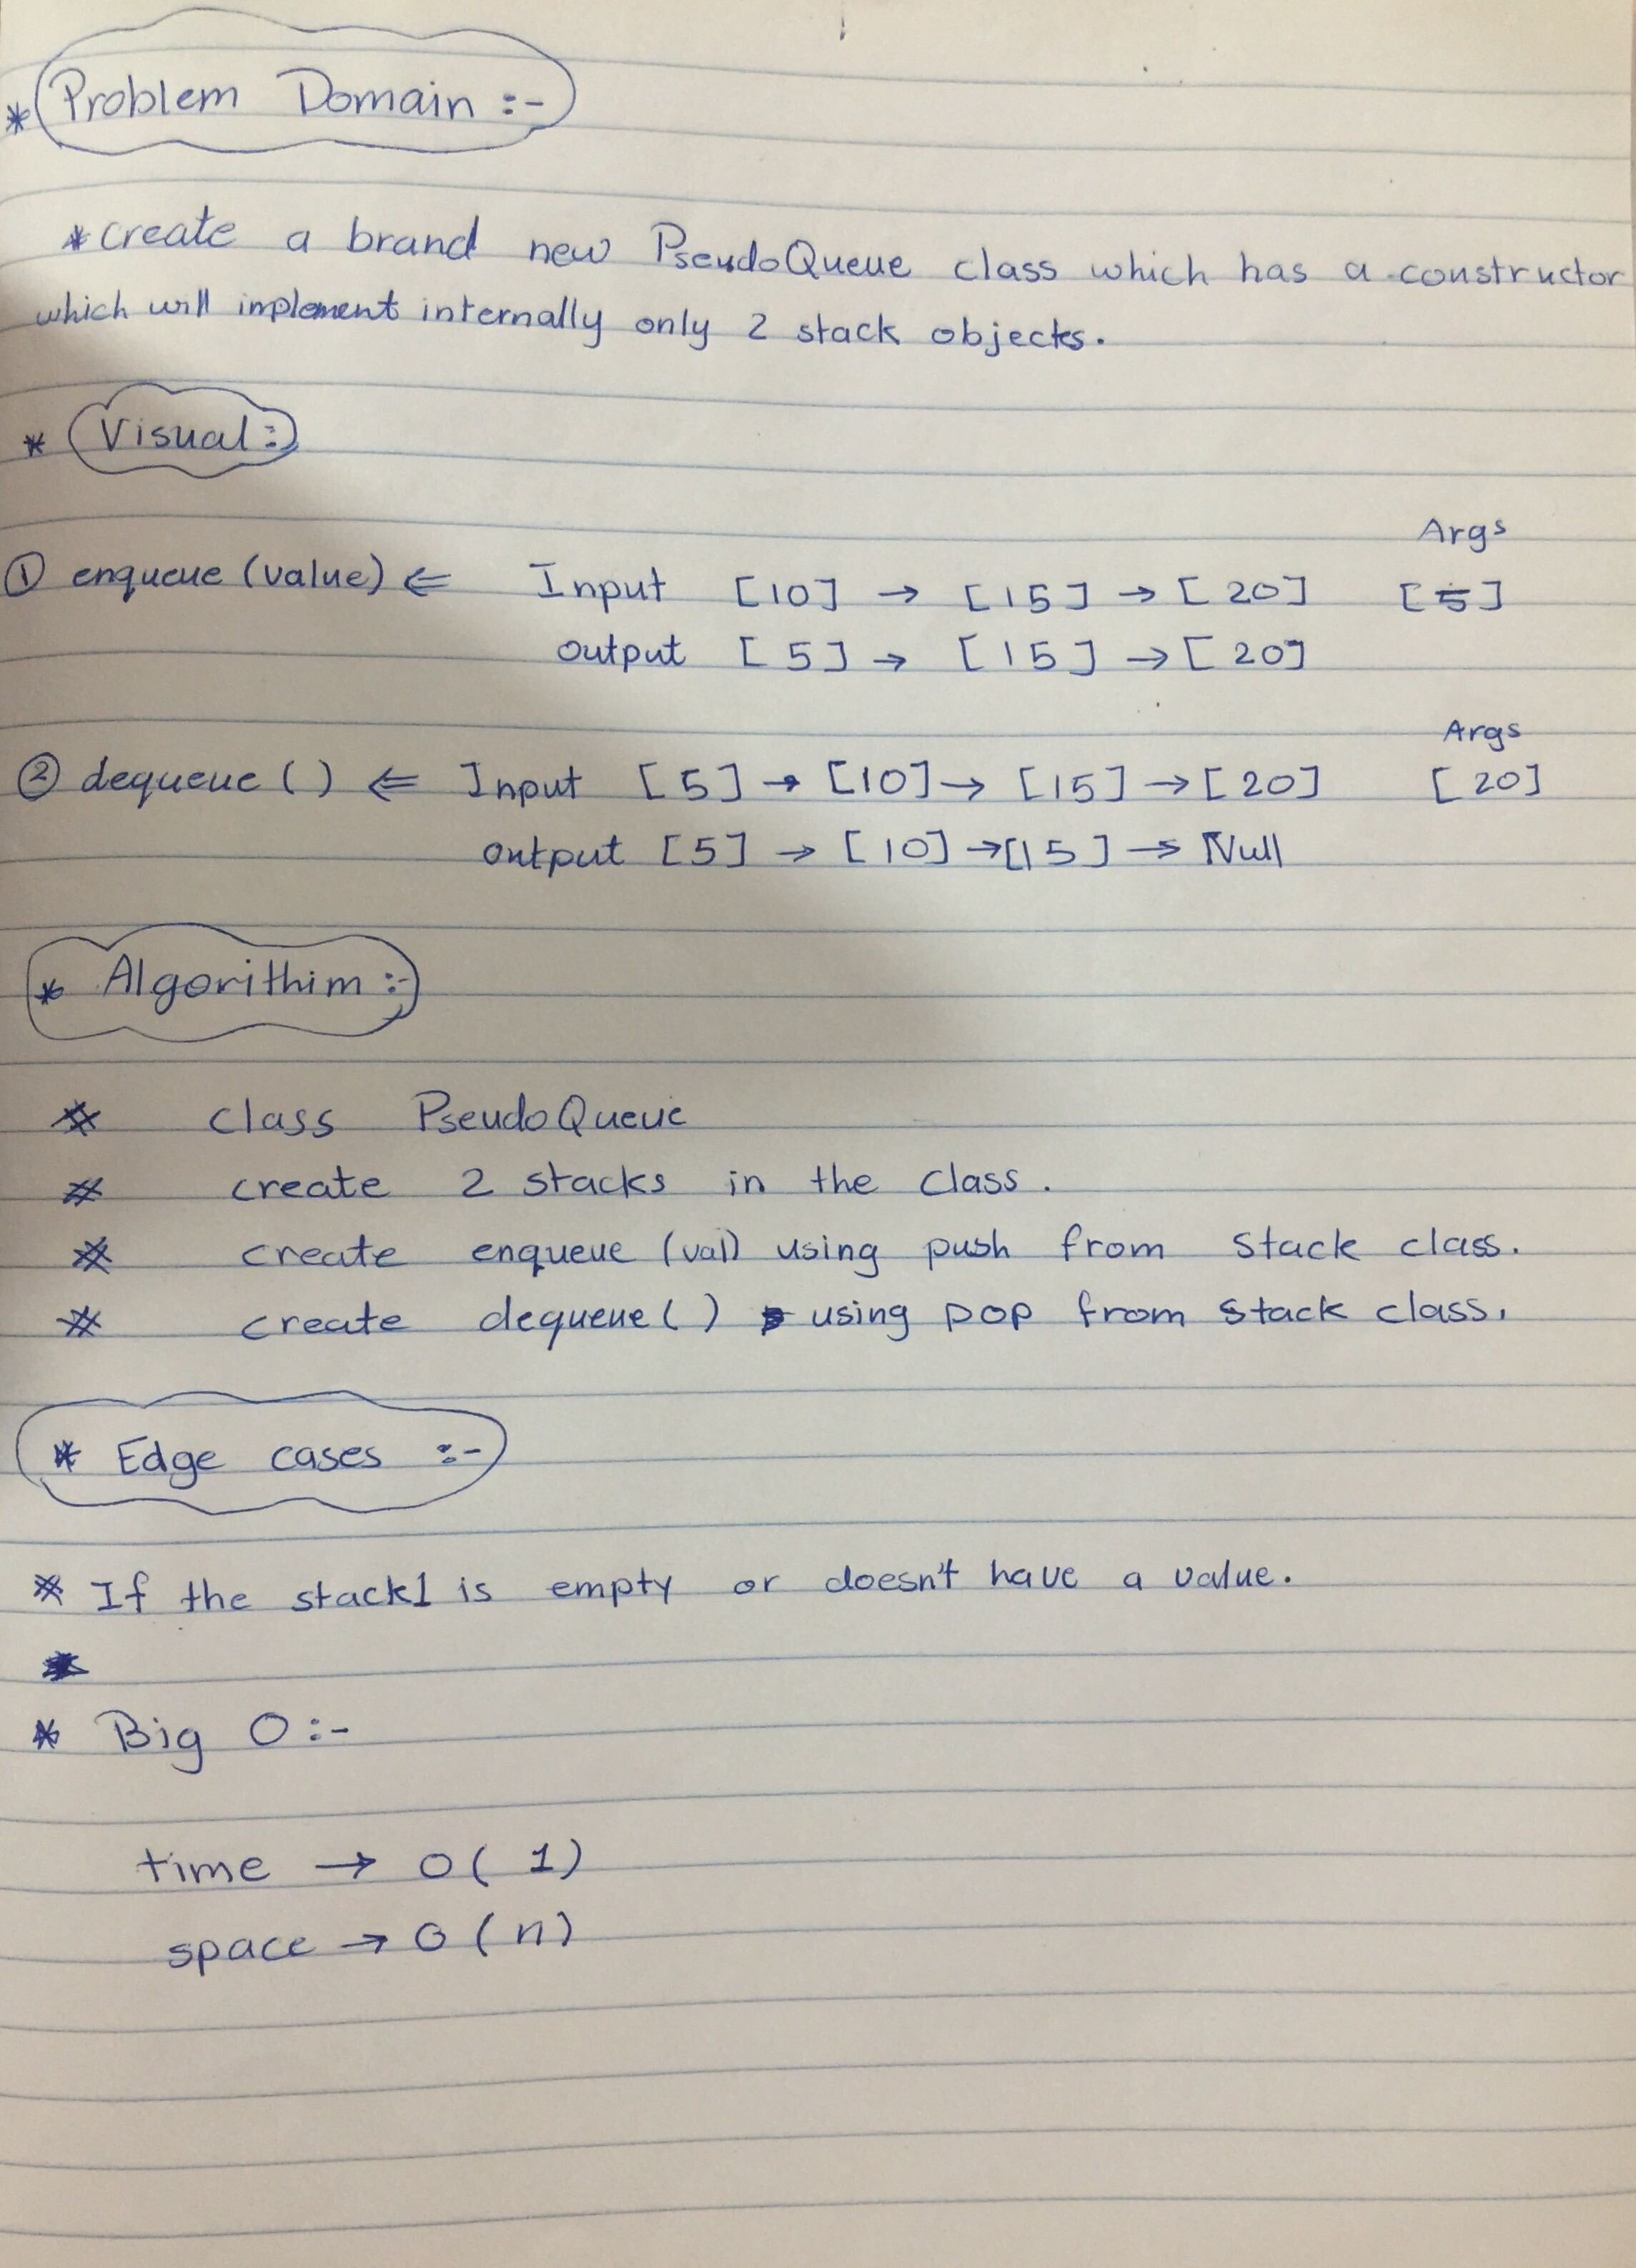 * Problem Domain :-
* create a brand new PseudoQueue class which has a constructor
which will implement internally only 2 stack objects.
* Visual :
Args
① enqueue (value) ⇐ Input [10] → [15] → [20] [5]
output [5] → [15] → [20]
Args
② dequeue ( ) ⇐ Input [5] → [10] → [15] → [20] [20]
output [5] → [10] → [15] → Null
* Algorithim :-
* class PseudoQueue
* create 2 stacks in the class.
* create enqueue (val) using push from stack class.
* create dequeue ( ) using pop from stack class.
* Edge cases :-
* If the stack1 is empty or doesn't have a value.
*
* Big O :-
time → O( 1 )
space → O (n)